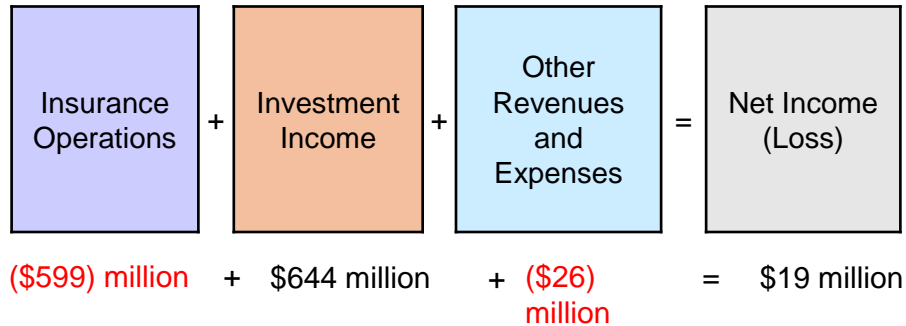 Insurance
Operations
+
Investment
Income
+
Other
Revenues
and
Expenses
=
Net Income
(Loss)
($599) million + $644 million + ($26) = $19 million
million